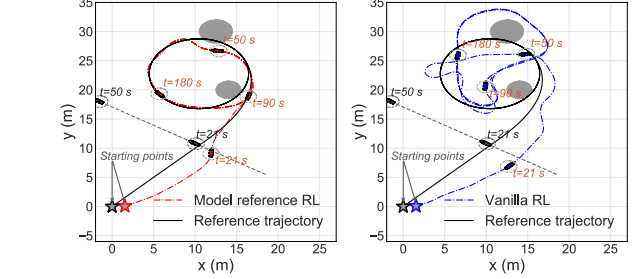 35
30
25
20
15
10
5
0
−5
y (m)
0
5
10
15
20
25
x (m)
t=50 s
t=180 s
t=90 s
t=50 s
t=21 s
t=21 s
Starting points
Model reference RL
Reference trajectory
35
30
25
20
15
10
5
0
−5
y (m)
0
5
10
15
20
25
x (m)
t=180 s
t=50 s
t=90 s
t=50 s
t=21 s
t=21 s
Starting points
Vanilla RL
Reference trajectory